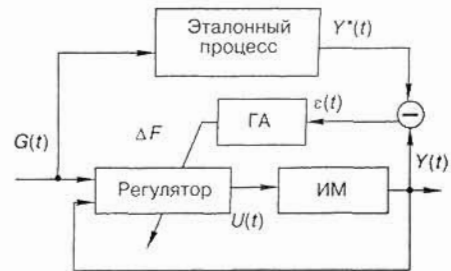 Эталонный
процесс
Y*(t)
ε(t)
ГА
ΔF
G(t)
Y(t)
Регулятор
ИМ
U(t)